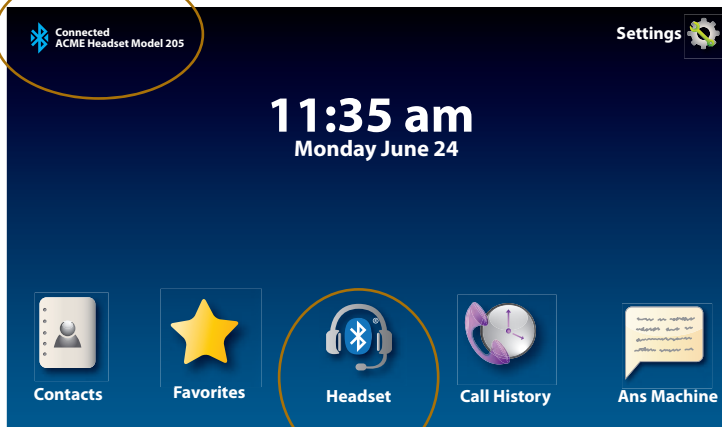 Connected
ACME Headset Model 205
Settings
11:35 am
Monday June 24
Contacts
Favorites
Headset
Call History
Ans Machine